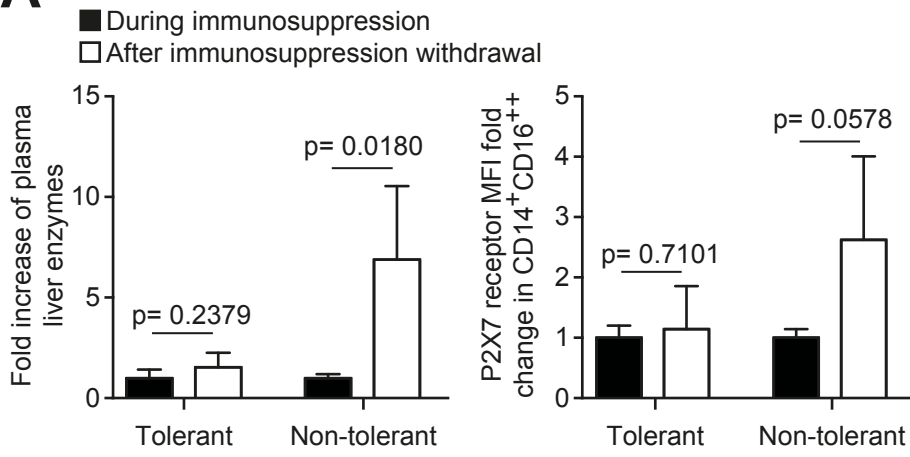 A
During immunosuppression
After immunosuppression withdrawal
Fold increase of plasma
liver enzymes
15
10
5
0
p= 0.2379
p= 0.0180
Tolerant
Non-tolerant
P2X7 receptor MFI fold
change in CD14⁺CD16⁺⁺
5
4
3
2
1
0
p= 0.7101
p= 0.0578
Tolerant
Non-tolerant